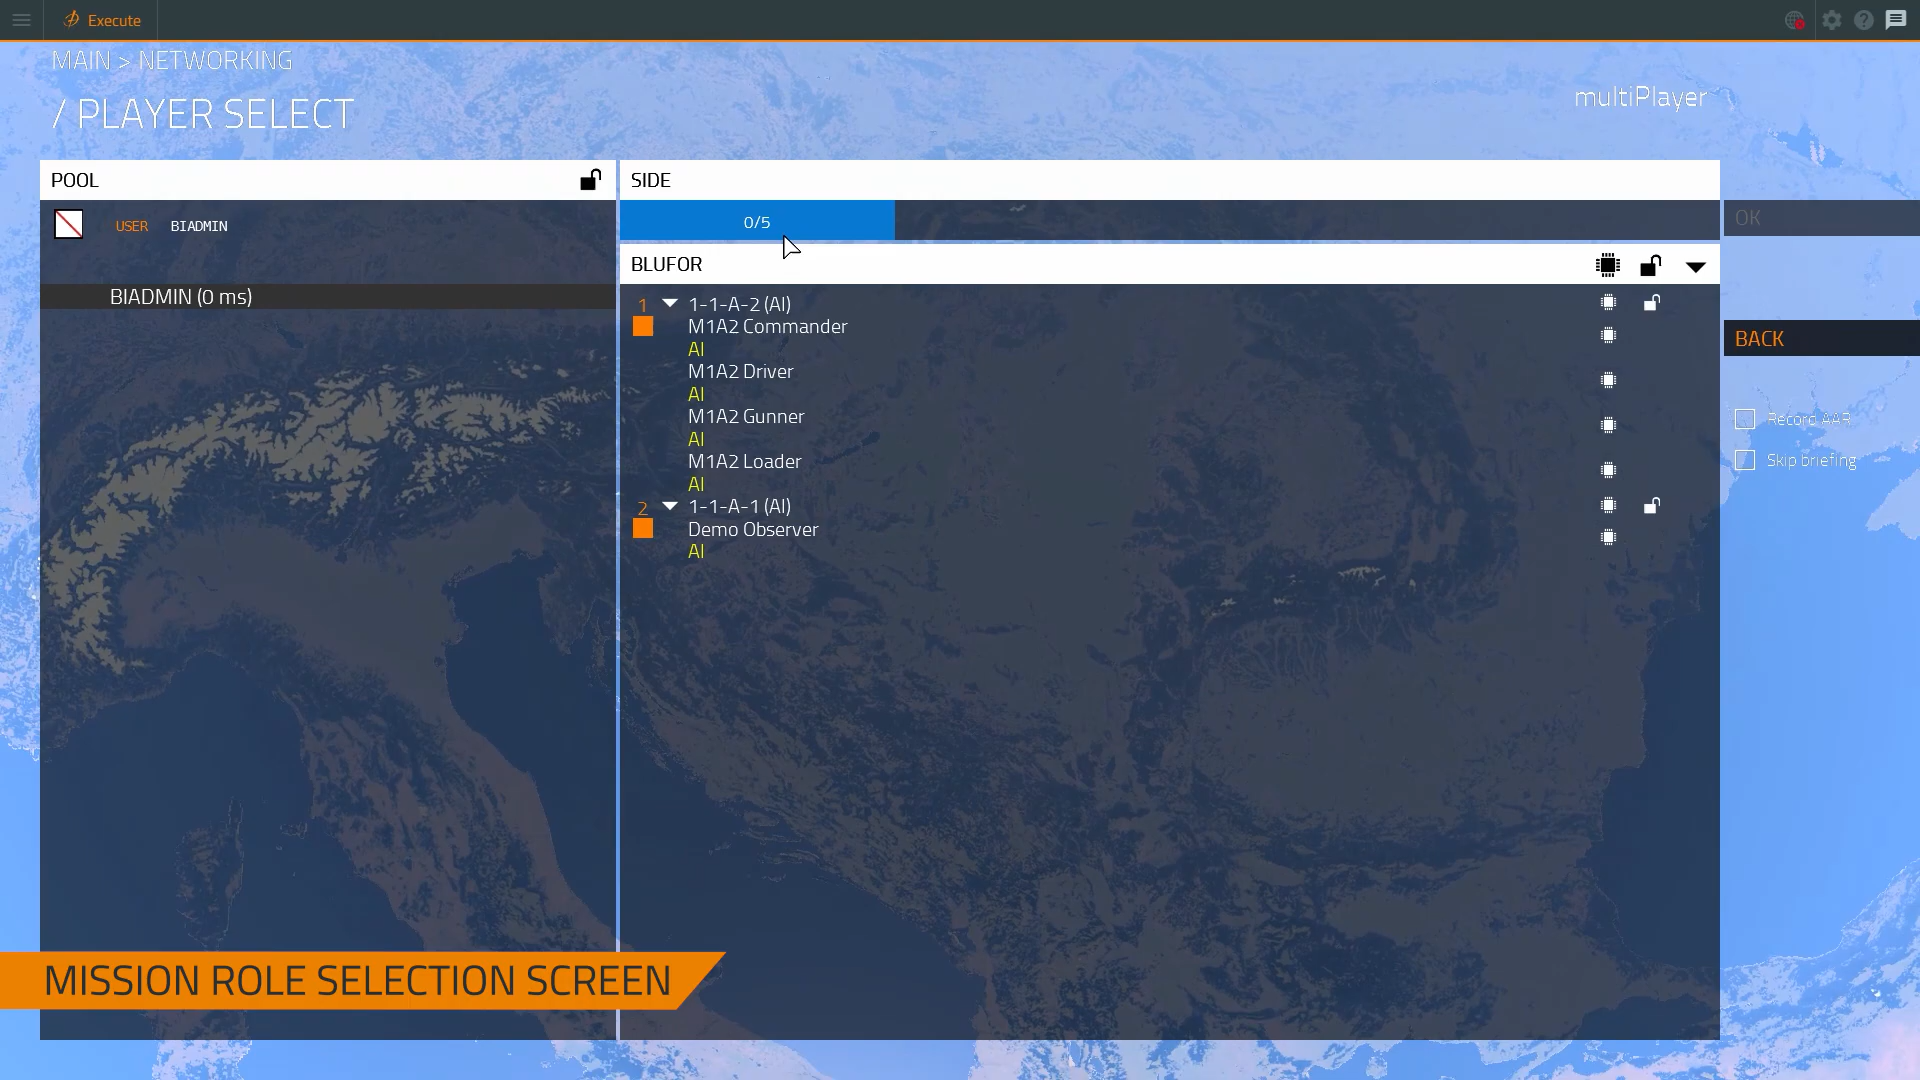 Execute
MAIN > NETWORKING
/ PLAYER SELECT
multiPlayer
POOL
USER BIADMIN
BIADMIN (0 ms)
SIDE
0/5
BLUFOR
1 1-1-A-2 (AI)
M1A2 Commander
AI
M1A2 Driver
AI
M1A2 Gunner
AI
M1A2 Loader
AI
2 1-1-A-1 (AI)
Demo Observer
AI
OK
BACK
Record AAR
Skip briefing
MISSION ROLE SELECTION SCREEN